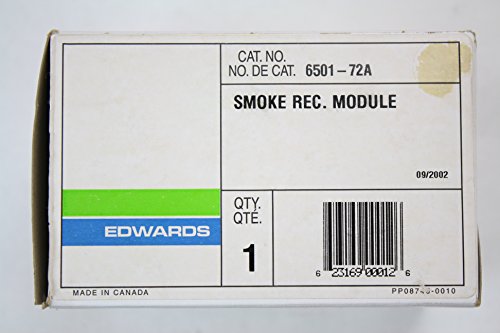 CAT. NO.
NO. DE CAT. 6501-72A
SMOKE REC. MODULE
09/2002
EDWARDS
QTY.
QTÉ.
1
6 23169 00012 6
MADE IN CANADA